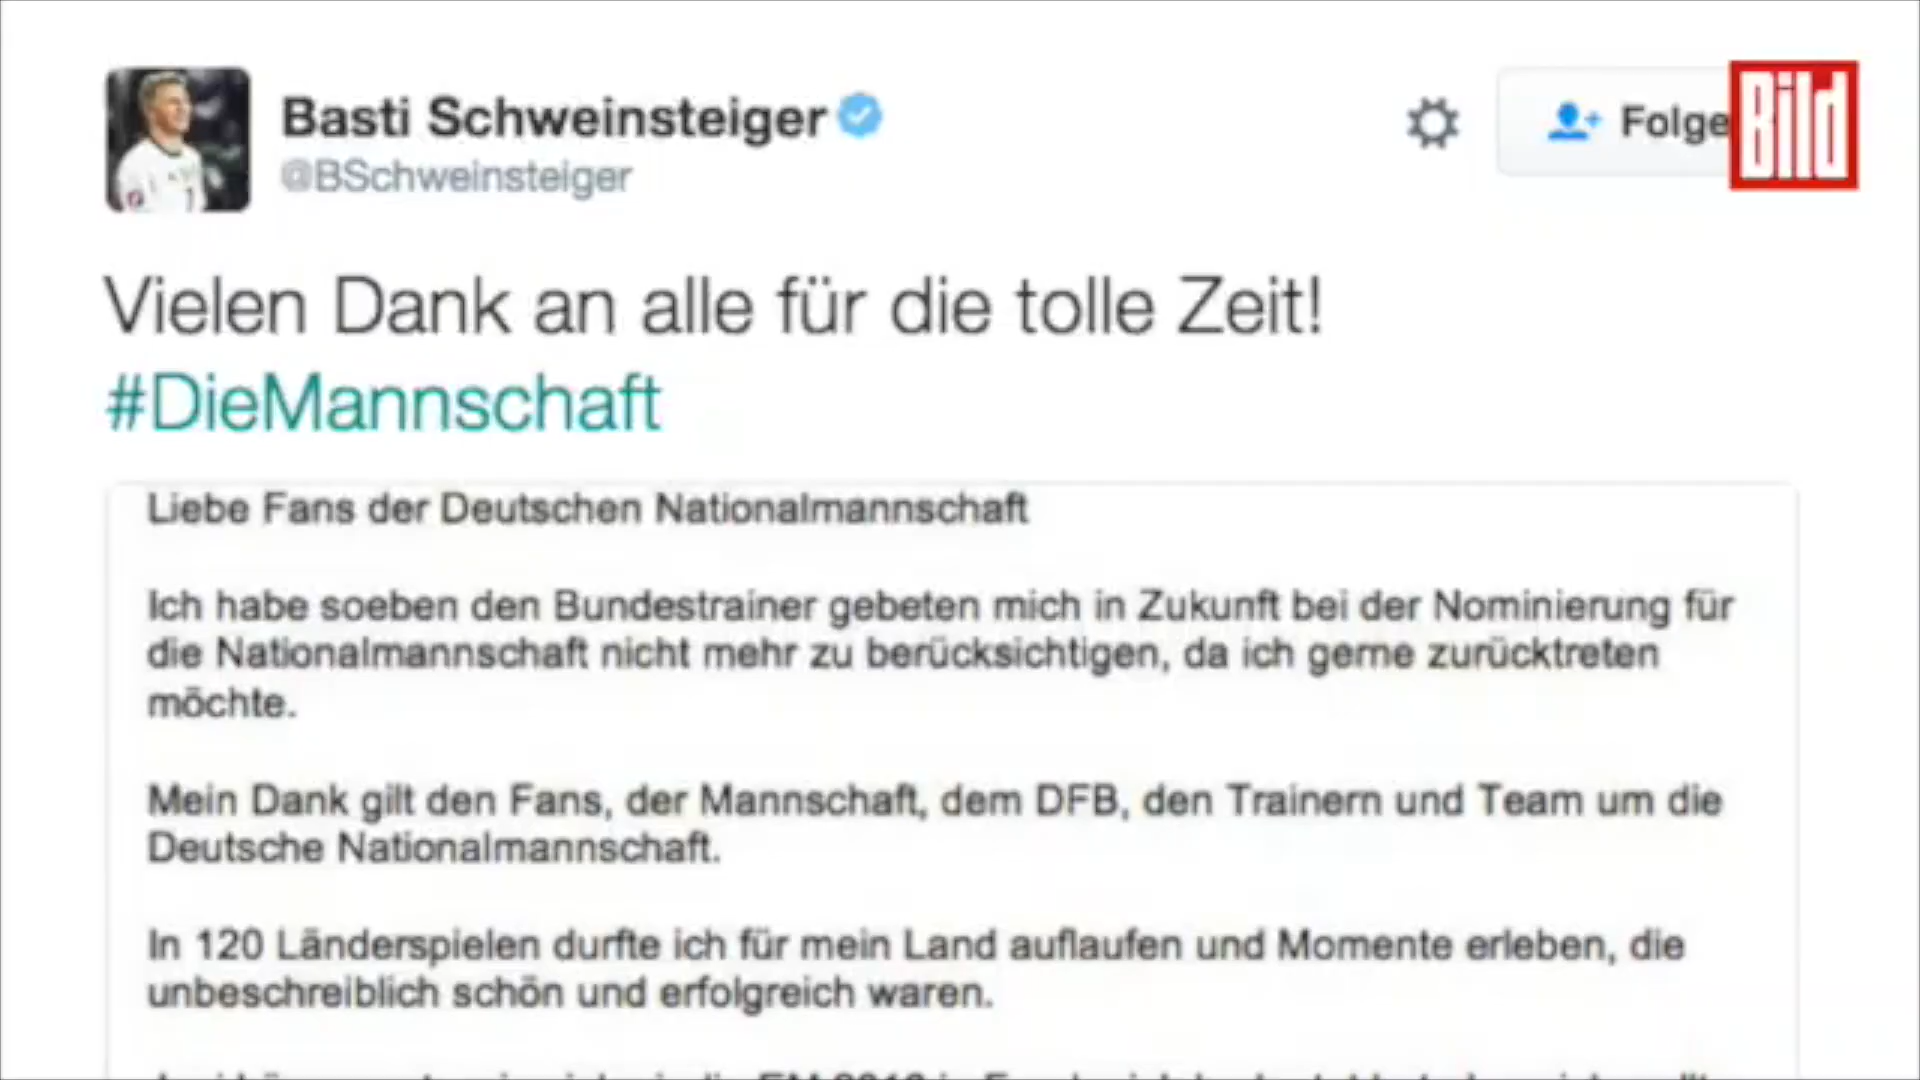 Basti Schweinsteiger
@BSchweinsteiger
Folge
Bild
Vielen Dank an alle für die tolle Zeit!
#DieMannschaft
Liebe Fans der Deutschen Nationalmannschaft
Ich habe soeben den Bundestrainer gebeten mich in Zukunft bei der Nominierung für
die Nationalmannschaft nicht mehr zu berücksichtigen, da ich gerne zurücktreten
möchte.
Mein Dank gilt den Fans, der Mannschaft, dem DFB, den Trainern und Team um die
Deutsche Nationalmannschaft.
In 120 Länderspielen durfte ich für mein Land auflaufen und Momente erleben, die
unbeschreiblich schön und erfolgreich waren.